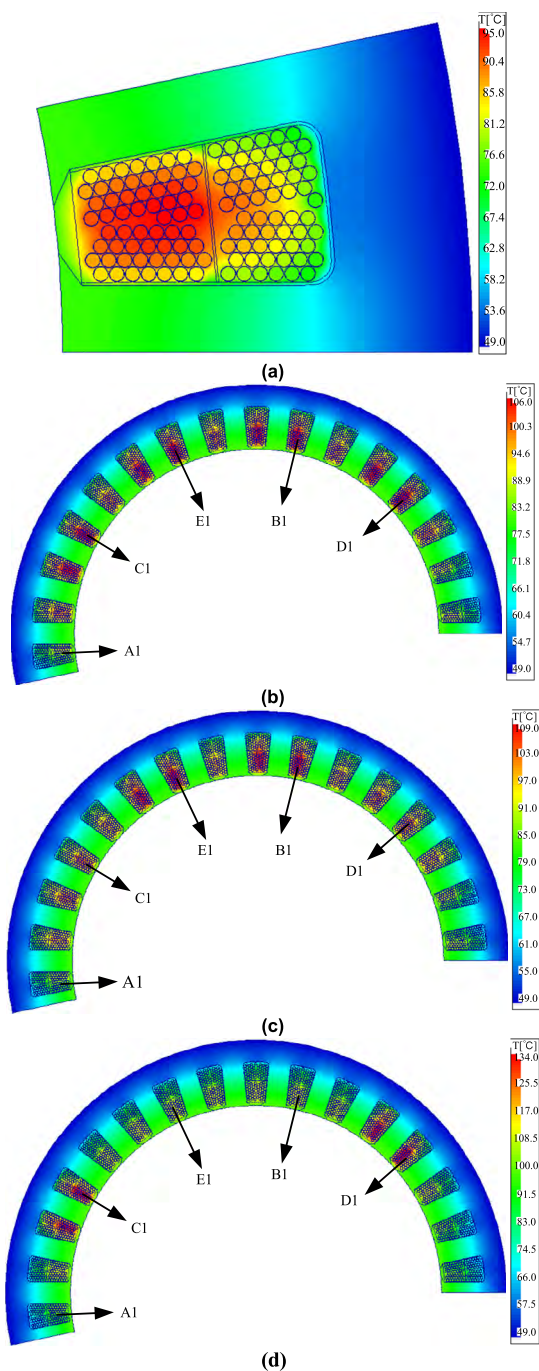 T[°C]
95.0
90.4
85.8
81.2
76.6
72.0
67.4
62.8
58.2
53.6
49.0
(a)
T[°C]
106.0
100.3
94.6
88.9
83.2
77.5
71.8
66.1
60.4
54.7
49.0
E1
B1
D1
C1
A1
(b)
T[°C]
109.0
103.0
97.0
91.0
85.0
79.0
73.0
67.0
61.0
55.0
49.0
E1
B1
D1
C1
A1
(c)
T[°C]
134.0
125.5
117.0
108.5
100.0
91.5
83.0
74.5
66.0
57.5
49.0
E1
B1
D1
C1
A1
(d)